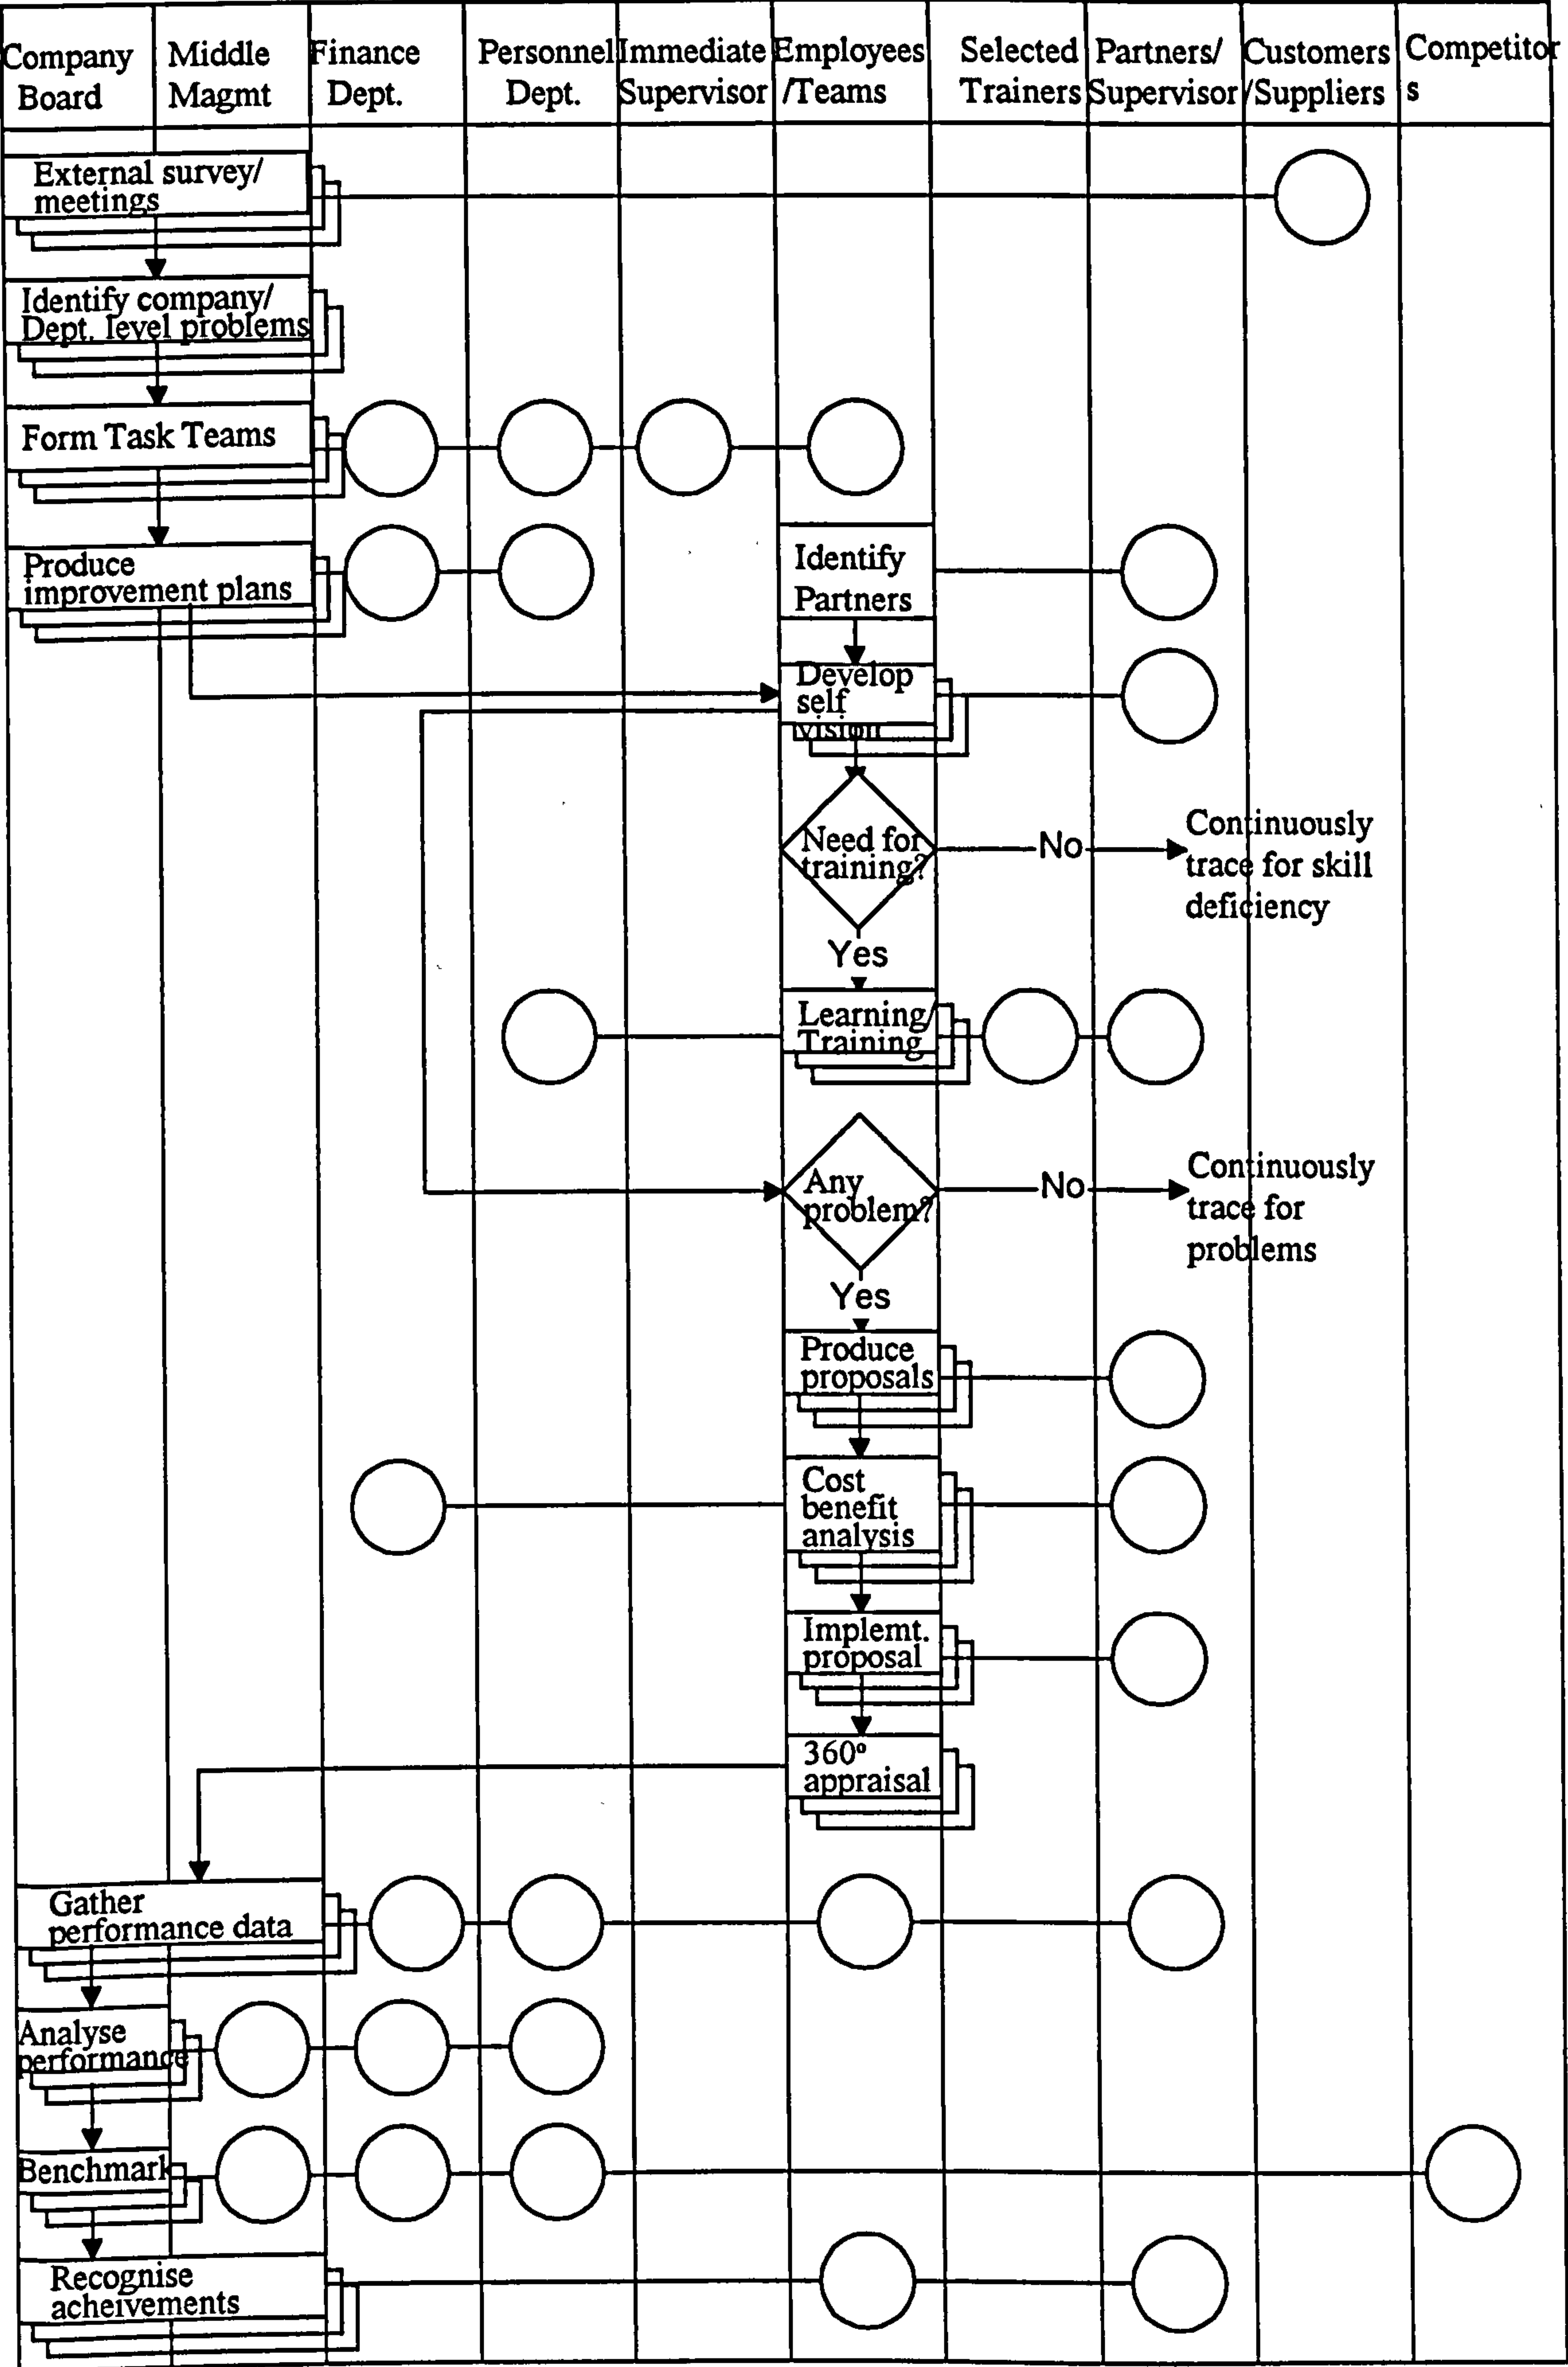 Company
Board
Middle
Magmt
Finance
Dept.
Personnel
Dept.
Immediate
Supervisor
Employees
/Teams
Selected
Trainers
Partners/
Supervisor
Customers
/Suppliers
Competitor
s
External survey/
meetings
Identify company/
Dept. level problems
Form Task Teams
Produce
improvement plans
Identify
Partners
Develop
self
vision
Need for
training?
No
Continuously
trace for skill
deficiency
Yes
Learning/
Training
Any
problem?
No
Continuously
trace for
problems
Yes
Produce
proposals
Cost
benefit
analysis
Implemt.
proposal
360º
appraisal
Gather
performance data
Analyse
performance
Benchmark
Recognise
acheivements